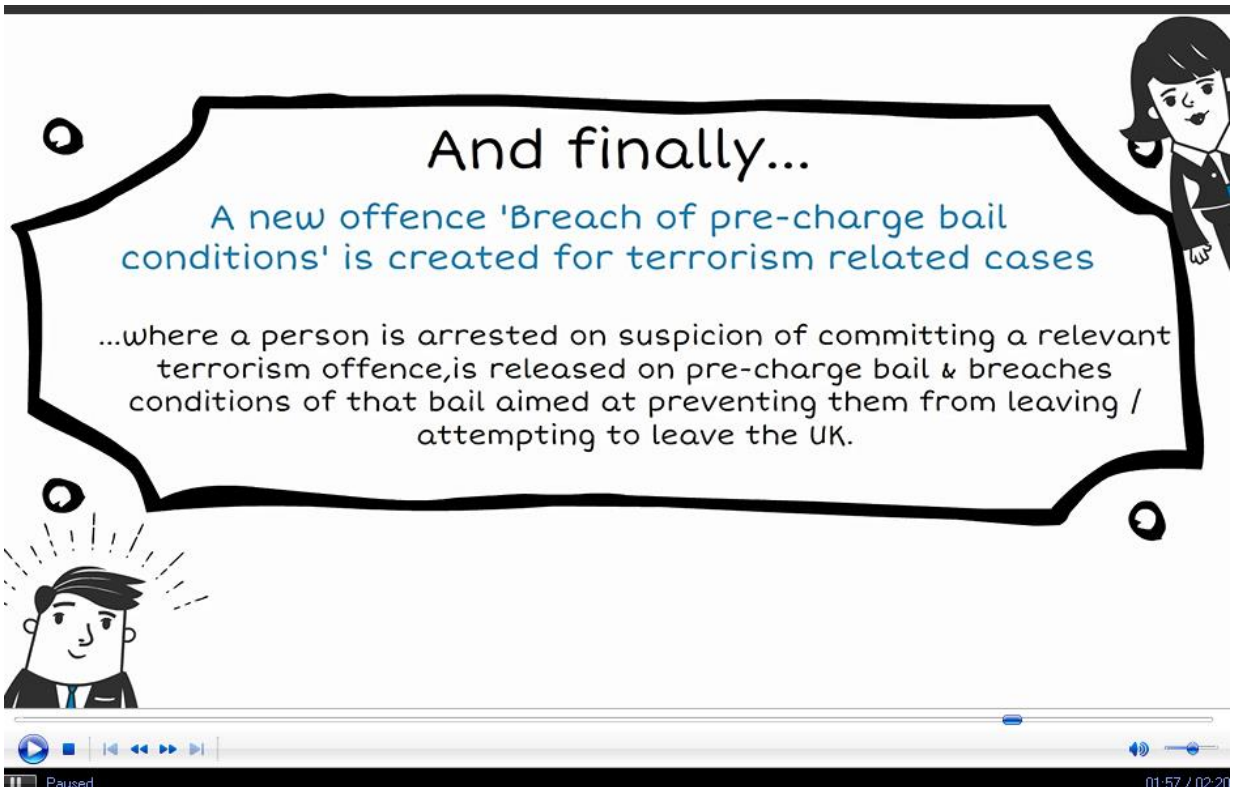 And finally...
A new offence 'Breach of pre-charge bail
conditions' is created for terrorism related cases
...where a person is arrested on suspicion of committing a relevant
terrorism offence,is released on pre-charge bail & breaches
conditions of that bail aimed at preventing them from leaving /
attempting to leave the UK.
Paused
01:57 / 02:20